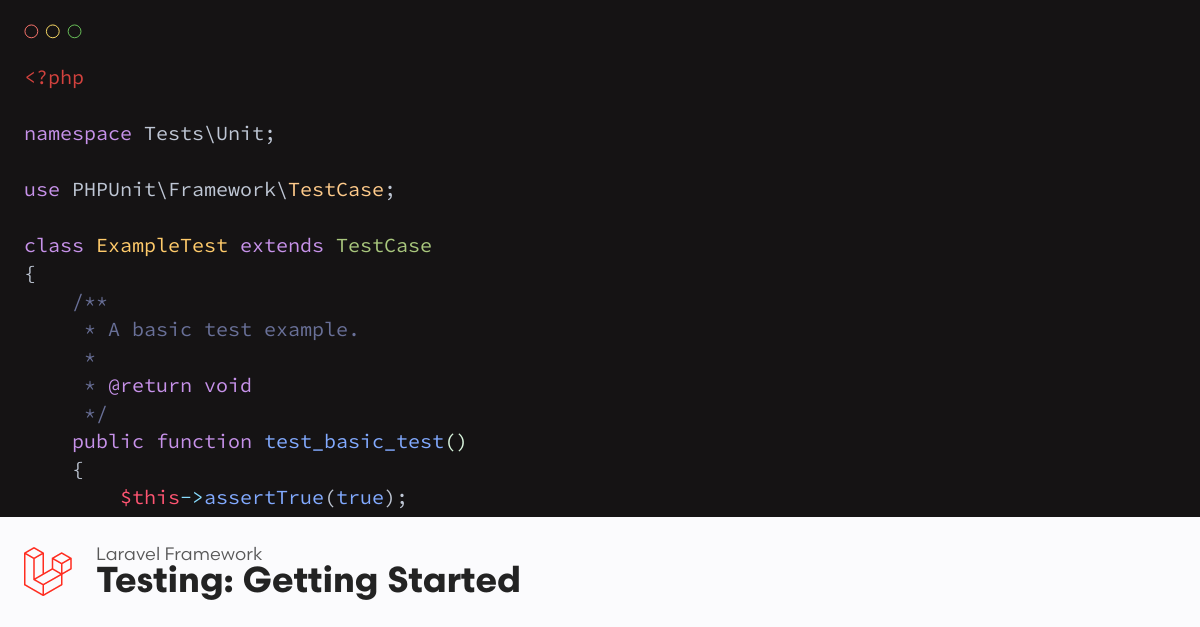 <?php
namespace Tests\Unit;
use PHPUnit\Framework\TestCase;
class ExampleTest extends TestCase
{
/**
* A basic test example.
*
* @return void
*/
public function test_basic_test()
{
$this->assertTrue(true);
Laravel Framework
Testing: Getting Started